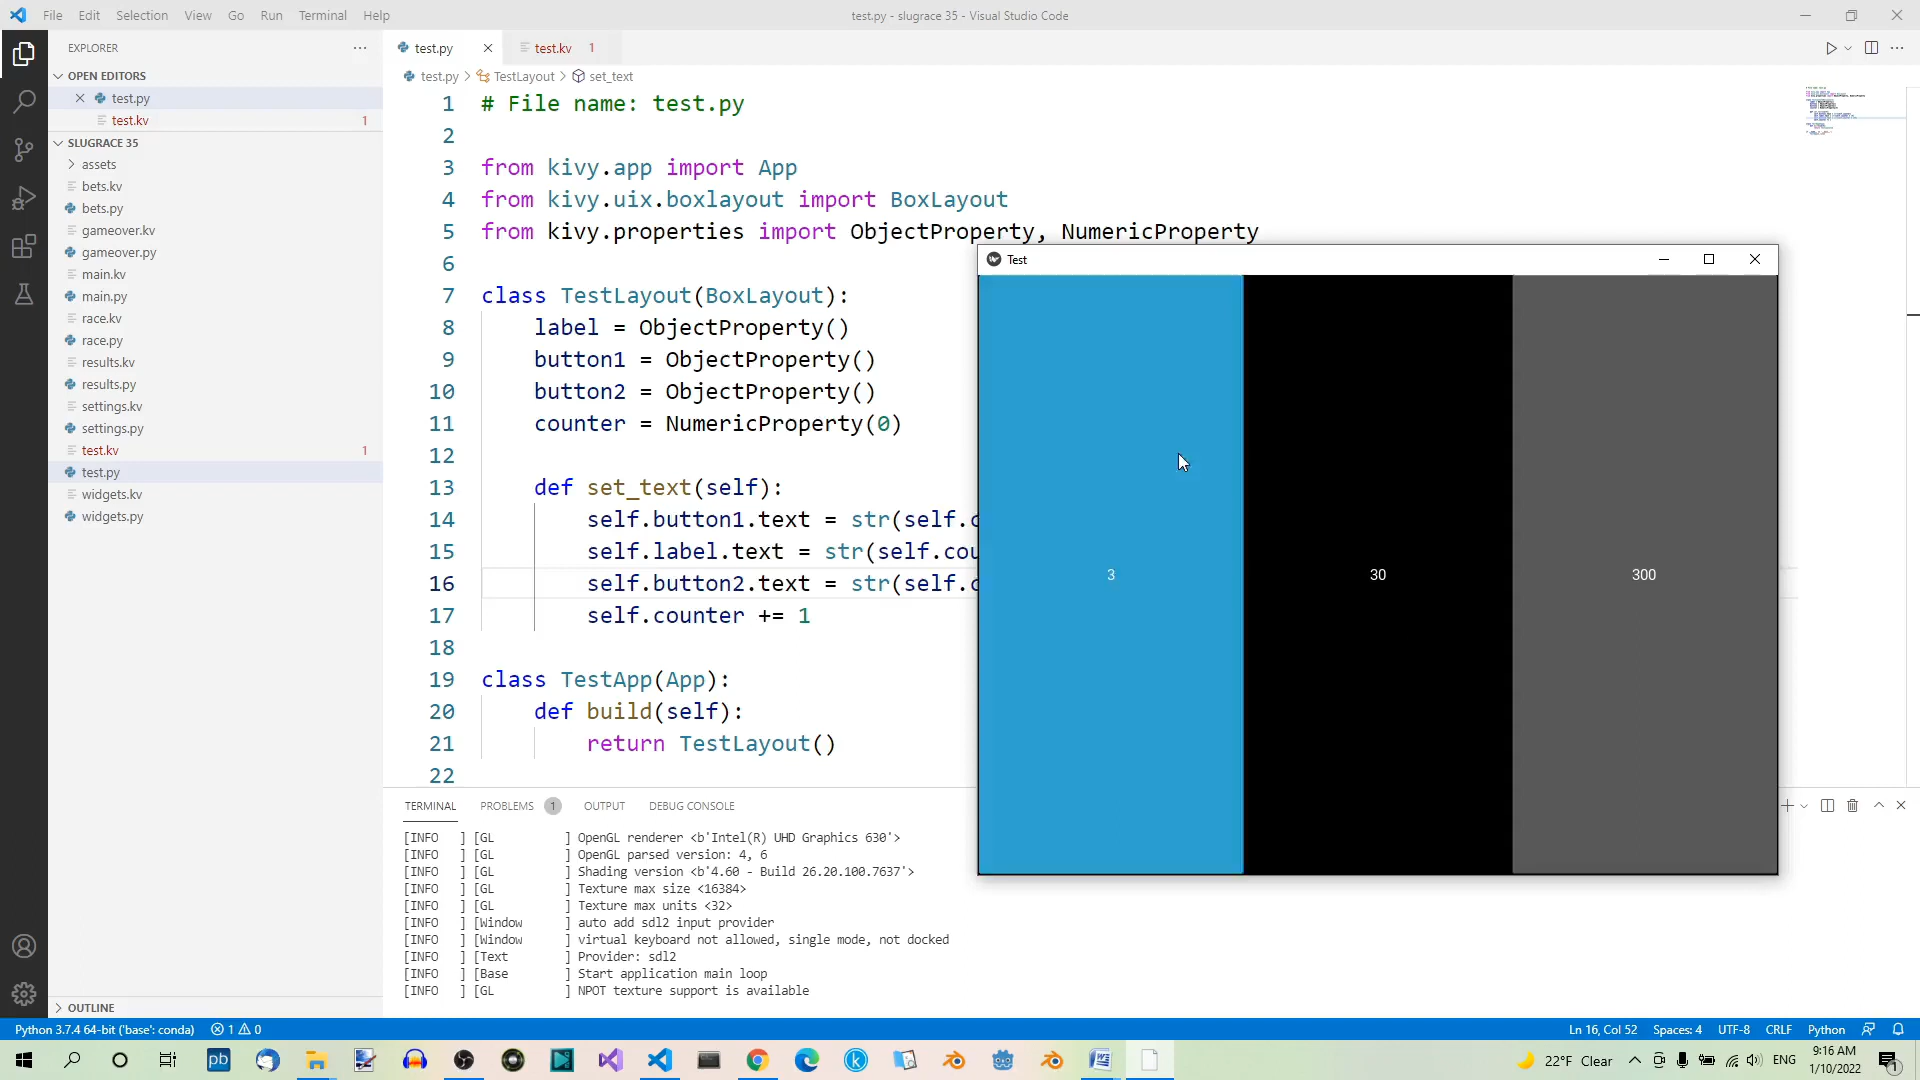 File Edit Selection View Go Run Terminal Help
test.py - slugrace 35 - Visual Studio Code
EXPLORER
OPEN EDITORS
test.py
test.kv 1
SLUGRACE 35
assets
bets.kv
bets.py
gameover.kv
gameover.py
main.kv
main.py
race.kv
race.py
results.kv
results.py
settings.kv
settings.py
test.kv 1
test.py
widgets.kv
widgets.py
OUTLINE
test.py
test.kv 1
test.py > TestLayout > set_text
1 # File name: test.py
2
3 from kivy.app import App
4 from kivy.uix.boxlayout import BoxLayout
5 from kivy.properties import ObjectProperty, NumericProperty
6
7 class TestLayout(BoxLayout):
8 label = ObjectProperty()
9 button1 = ObjectProperty()
10 button2 = ObjectProperty()
11 counter = NumericProperty(0)
12
13 def set_text(self):
14 self.button1.text = str(self.c
15 self.label.text = str(self.cou
16 self.button2.text = str(self.c
17 self.counter += 1
18
19 class TestApp(App):
20 def build(self):
21 return TestLayout()
22
Test
3
30
300
TERMINAL PROBLEMS 1 OUTPUT DEBUG CONSOLE
[INFO ] [GL ] OpenGL renderer <b'Intel(R) UHD Graphics 630'>
[INFO ] [GL ] OpenGL parsed version: 4, 6
[INFO ] [GL ] Shading version <b'4.60 - Build 26.20.100.7637'>
[INFO ] [GL ] Texture max size <16384>
[INFO ] [GL ] Texture max units <32>
[INFO ] [Window ] auto add sdl2 input provider
[INFO ] [Window ] virtual keyboard not allowed, single mode, not docked
[INFO ] [Text ] Provider: sdl2
[INFO ] [Base ] Start application main loop
[INFO ] [GL ] NPOT texture support is available
Python 3.7.4 64-bit ('base': conda) 1 0
Ln 16, Col 52 Spaces: 4 UTF-8 CRLF Python
pb
22°F Clear
ENG
9:16 AM
1/10/2022
1